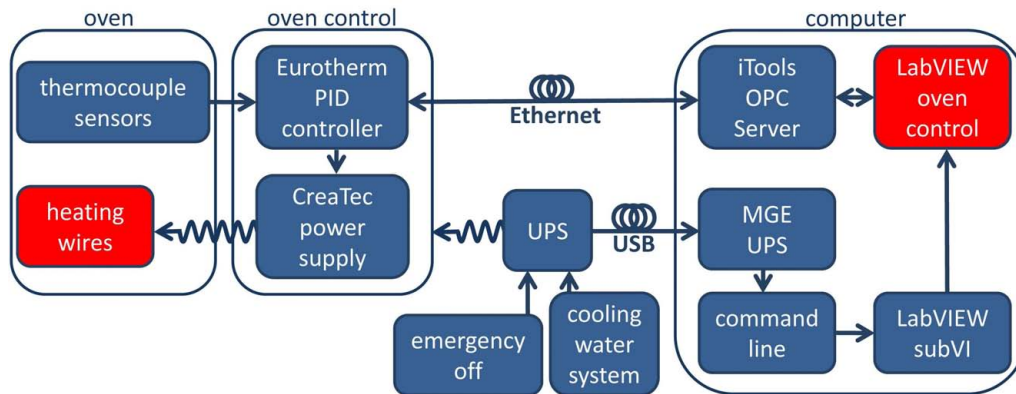 oven
oven control
computer
thermocouple
sensors
Eurotherm
PID
controller
Ethernet
iTools
OPC
Server
LabVIEW
oven
control
heating
wires
CreaTec
power
supply
UPS
USB
MGE
UPS
emergency
off
cooling
water
system
command
line
LabVIEW
subVI